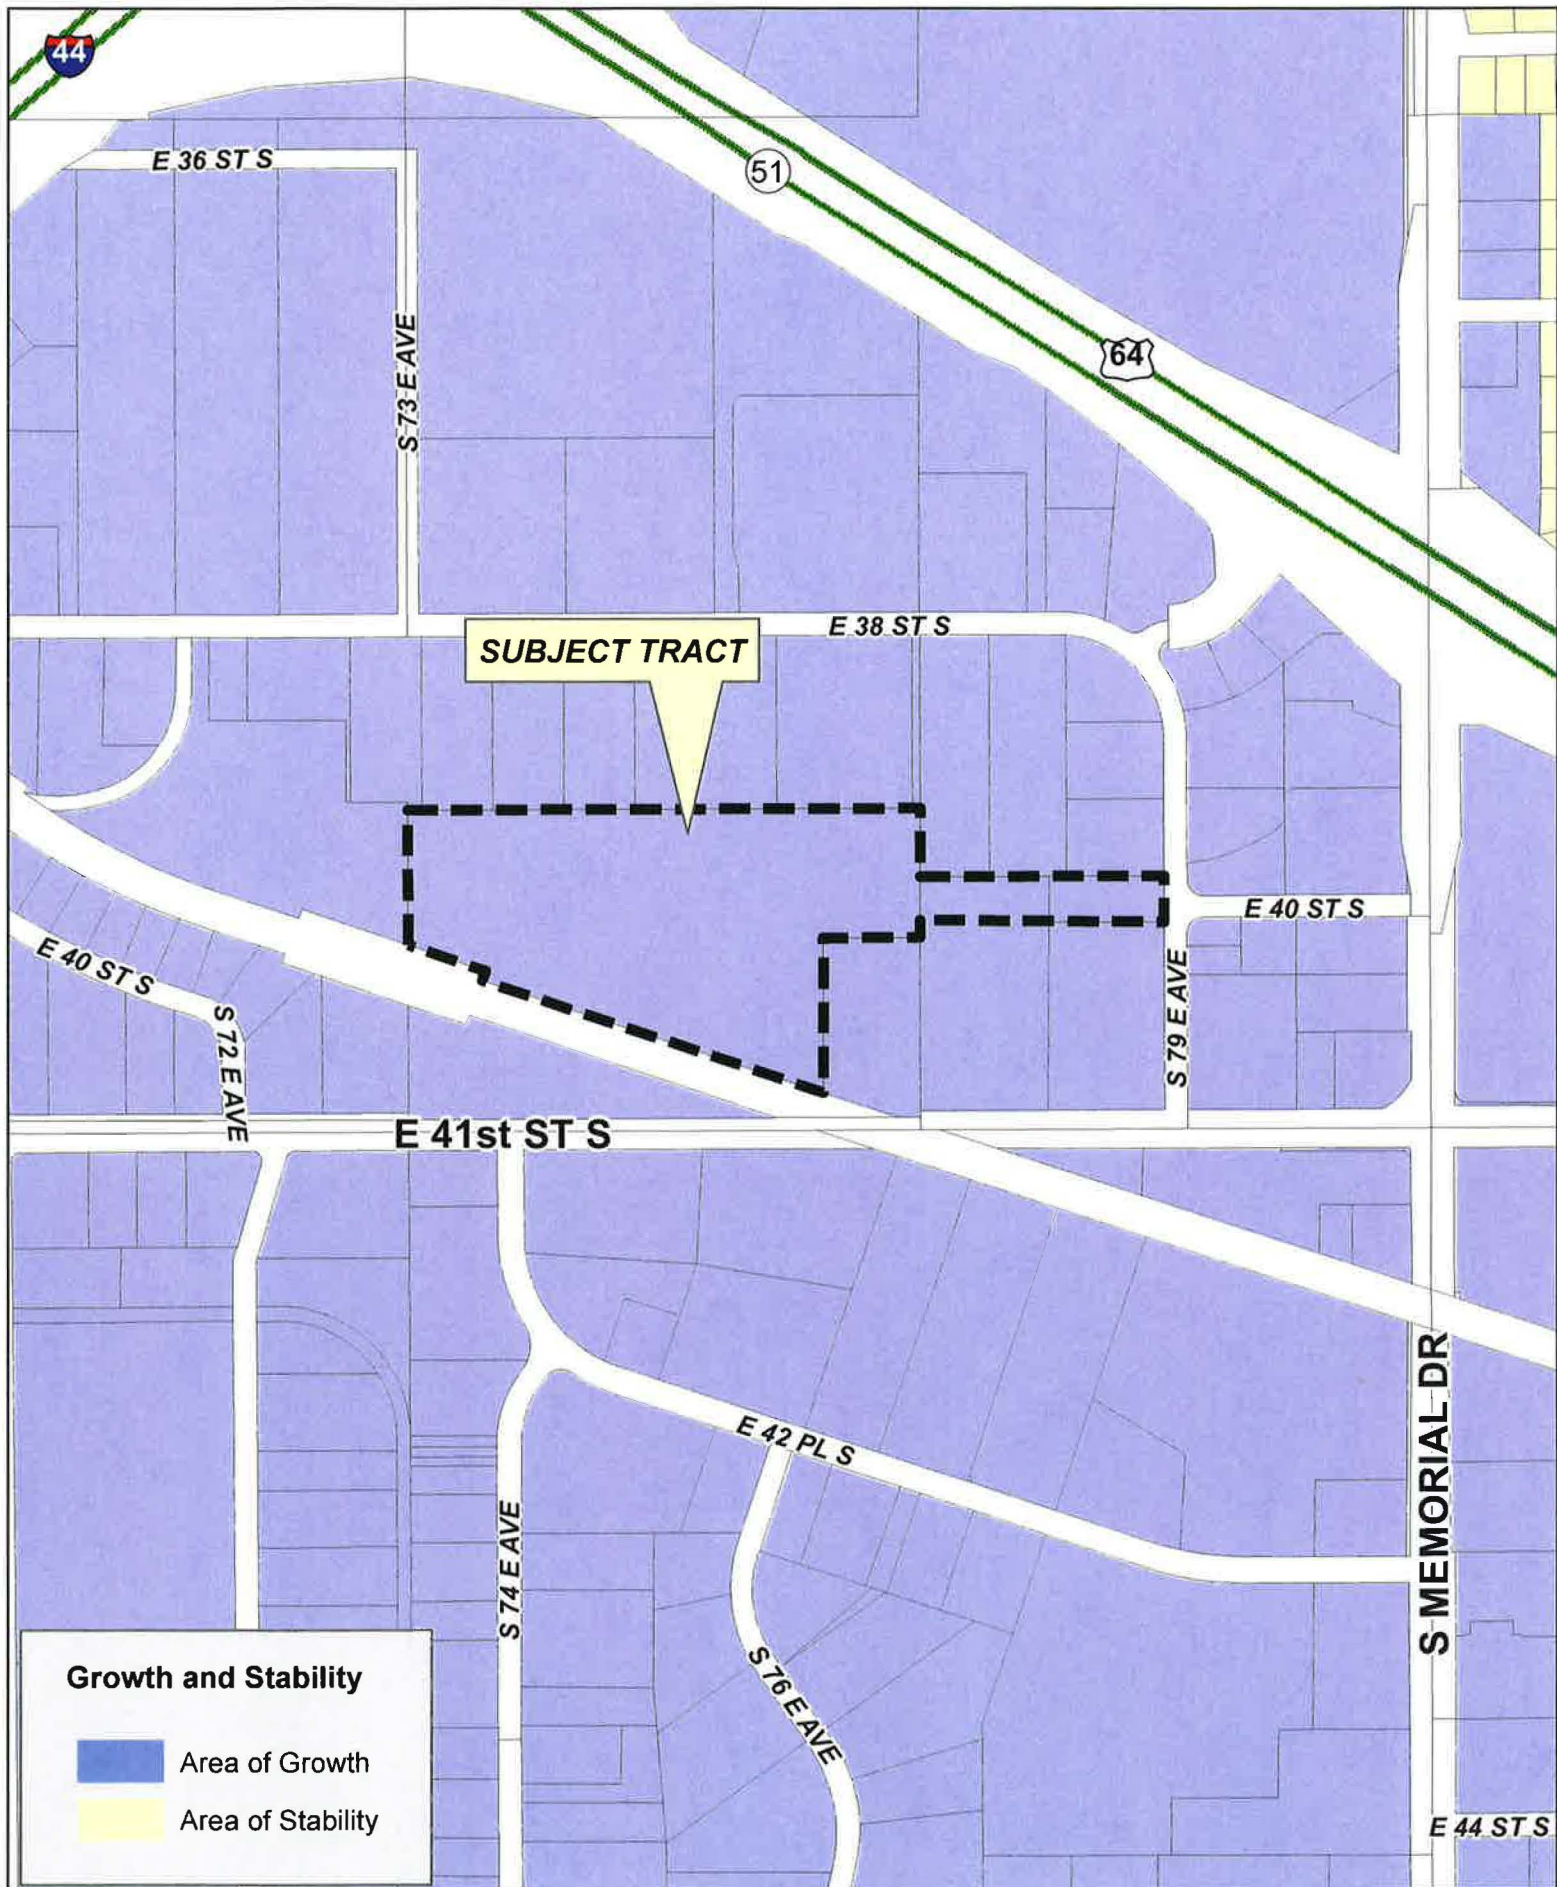 44
E 36 ST S
51
S 73 E AVE
64
SUBJECT TRACT
E 38 ST S
E 40 ST S
E 40 ST S
S 72 E AVE
S 79 E AVE
E 41st ST S
S MEMORIAL DR
E 42 PL S
S 74 E AVE
S 76 E AVE
Growth and Stability
Area of Growth
Area of Stability
E 44 ST S